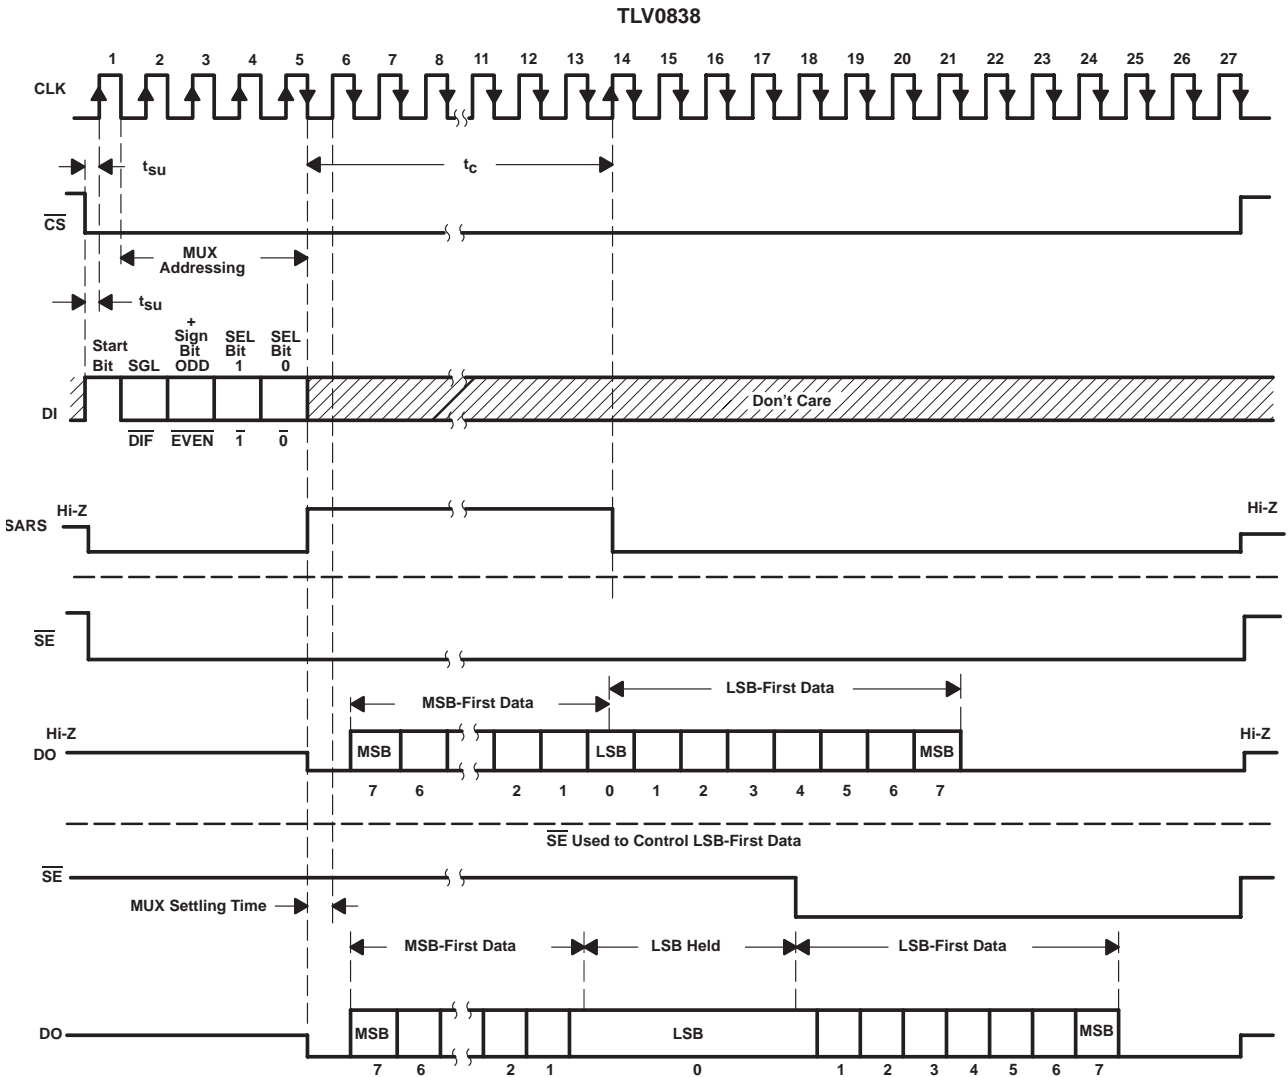 TLV0838
1 2 3 4 5 6 7 8 11 12 13 14 15 16 17 18 19 20 21 22 23 24 25 26 27
CLK
tsu
tc
CS
MUX
Addressing
tsu
Start
Bit
SGL
+
Sign
Bit
ODD
SEL
Bit
1
SEL
Bit
0
DI
Don't Care
DIF EVEN 1 0
Hi-Z
SARS
Hi-Z
SE
MSB-First Data
LSB-First Data
Hi-Z
DO
MSB
LSB
MSB
Hi-Z
7 6 2 1 0 1 2 3 4 5 6 7
SE Used to Control LSB-First Data
SE
MUX Settling Time
MSB-First Data
LSB Held
LSB-First Data
DO
MSB
LSB
MSB
7 6 2 1 0 1 2 3 4 5 6 7